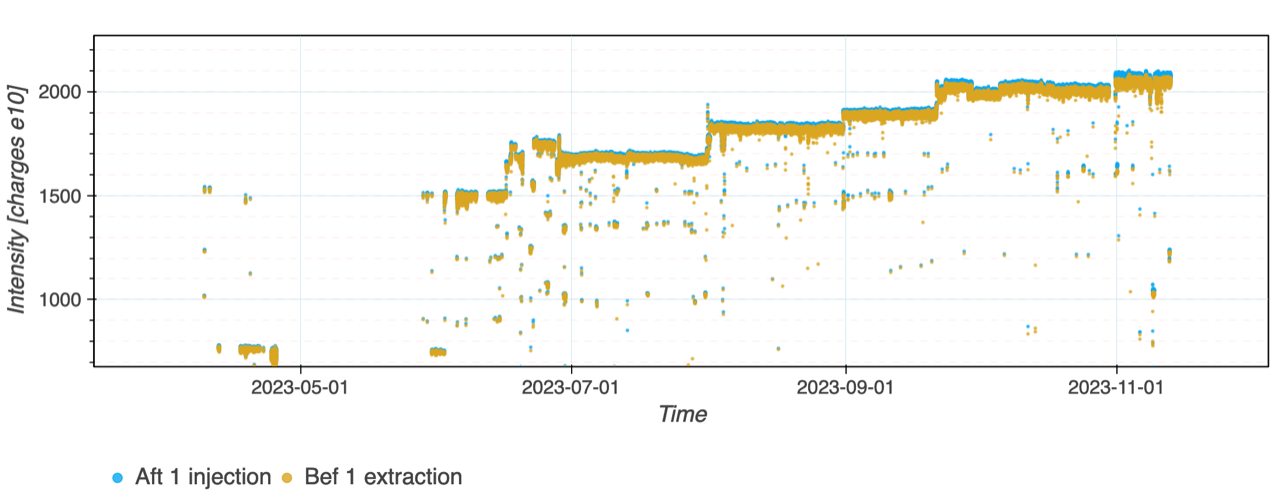 Intensity [charges e10]
2000
1500
1000
2023-05-01 2023-07-01 2023-09-01 2023-11-01
Time
Aft 1 injection Bef 1 extraction